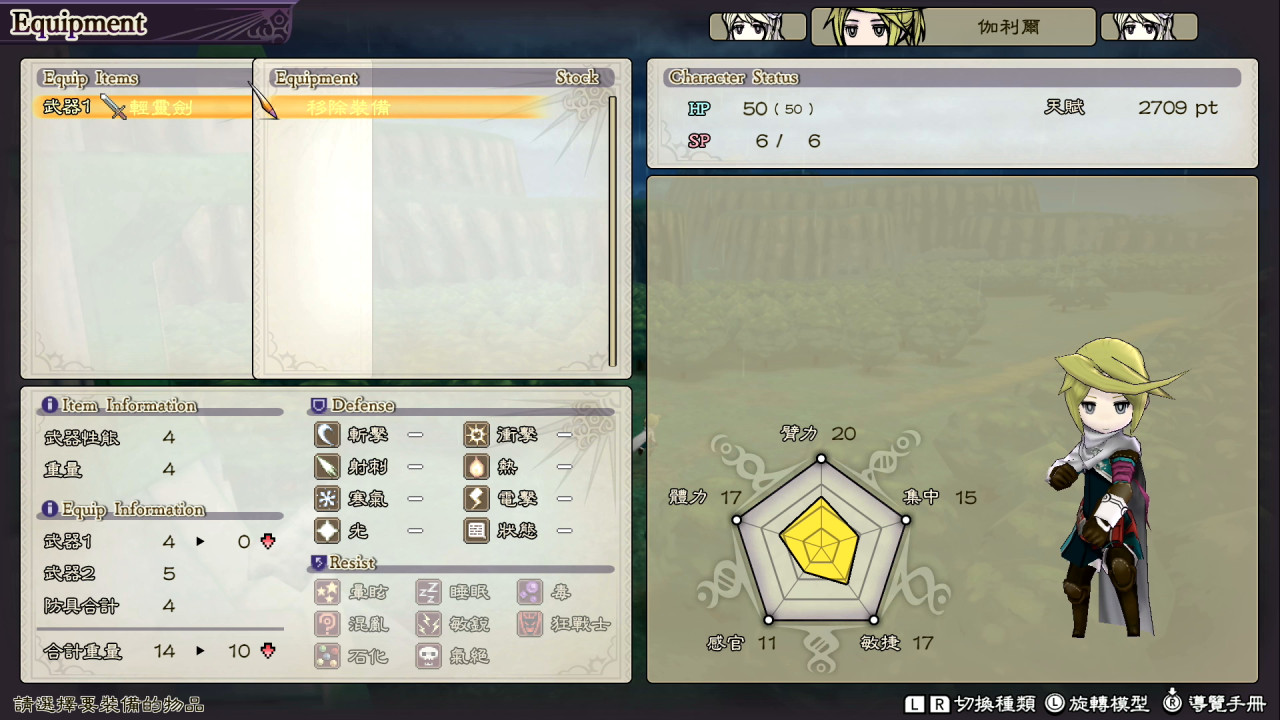 Equipment
伽利爾
Equip Items
武器1 輕靈劍
Equipment Stock
移除裝備
Character Status
HP 50 ( 50 ) 天賦 2709 pt
SP 6 / 6
Item Information
武器性能 4
重量 4
Equip Information
武器1 4 ▶ 0
武器2 5
防具合計 4
合計重量 14 ▶ 10
Defense
斬擊 — 衝擊 —
射刺 — 熱 —
寒氣 — 電擊 —
光 — 狀態 —
Resist
暈眩 睡眠 毒
混亂 敏銳 狂戰士
石化 氣絕
臂力 20
體力 17 集中 15
感官 11 敏捷 17
請選擇要裝備的物品
L R 切換種類 L 旋轉模型 R 導覽手冊